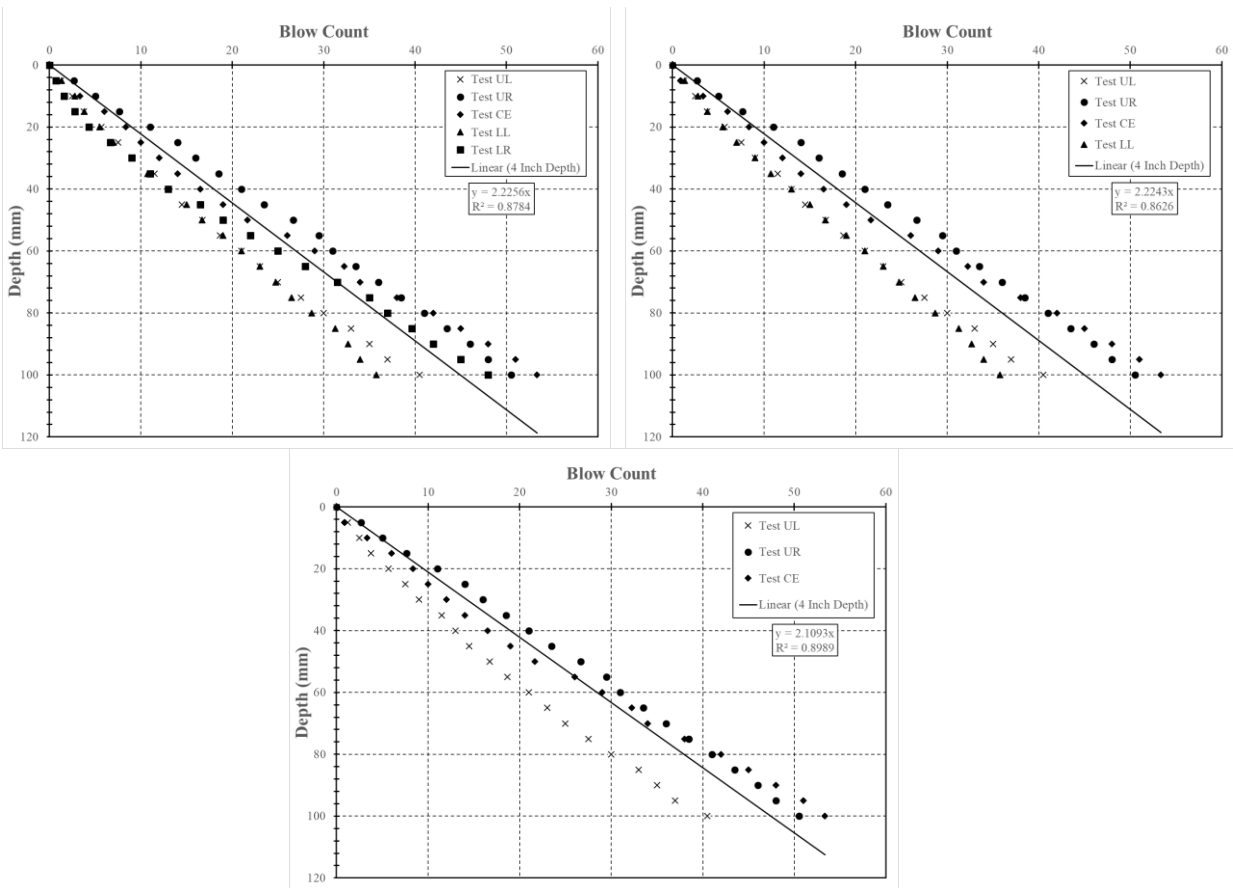 Blow Count
0 10 20 30 40 50 60
0
20
40
60
80
100
120
Depth (mm)
Test UL
Test UR
Test CE
Test LL
Test LR
Linear (4 Inch Depth)
y = 2.2256x
R² = 0.8784
Blow Count
0 10 20 30 40 50 60
0
20
40
60
80
100
120
Depth (mm)
Test UL
Test UR
Test CE
Test LL
Linear (4 Inch Depth)
y = 2.2243x
R² = 0.8626
Blow Count
0 10 20 30 40 50 60
0
20
40
60
80
100
120
Depth (mm)
Test UL
Test UR
Test CE
Linear (4 Inch Depth)
y = 2.1093x
R² = 0.8989